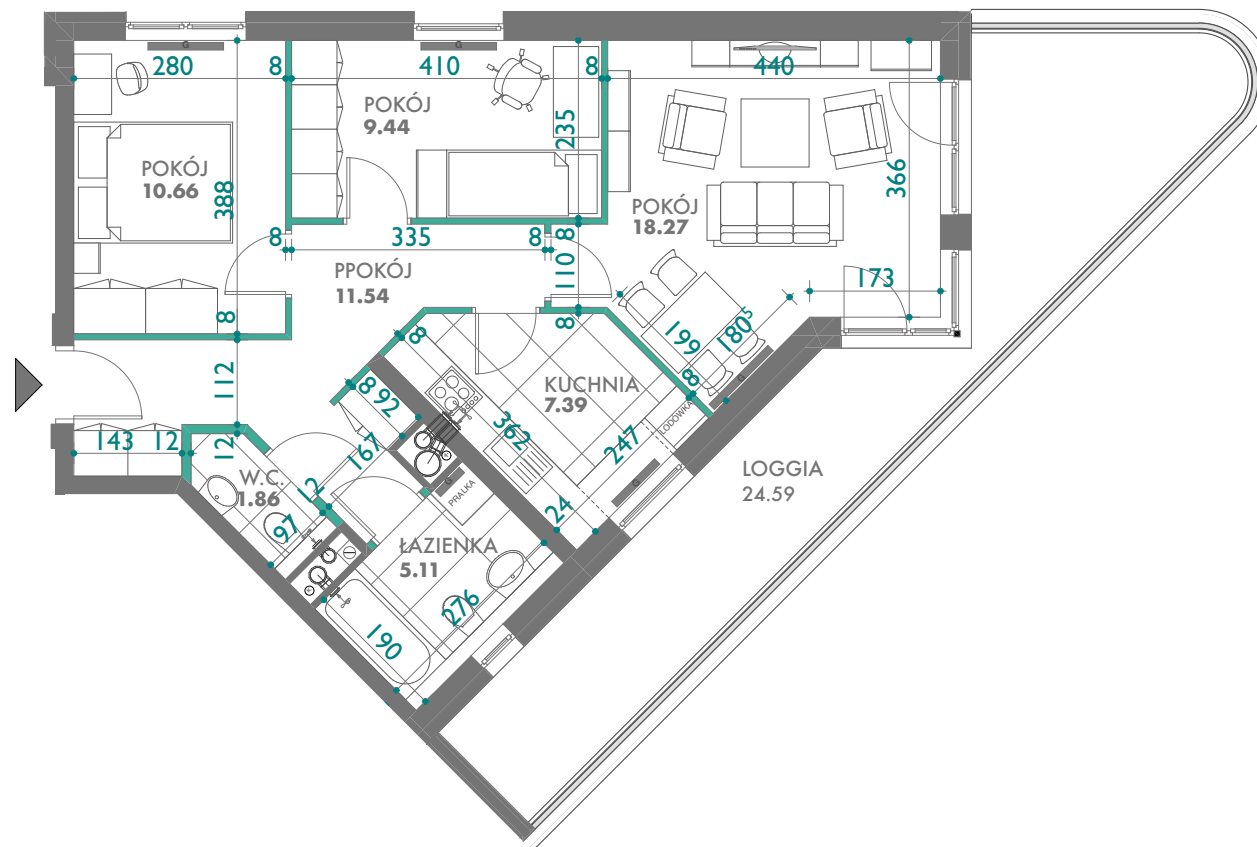 G
G
280
8
410
8
440
POKÓJ
9.44
235
POKÓJ
10.66
388
366
POKÓJ
18.27
8
335
8
8
PPOKÓJ
11.54
110
173
8
8
8
199
180⁵
112
8
92
KUCHNIA
7.39
8
G
LODÓWKA
362
247
143
12
12
167
W.C.
1.86
G
PRALKA
G
LOGGIA
24.59
12
24
97
ŁAZIENKA
5.11
276
190